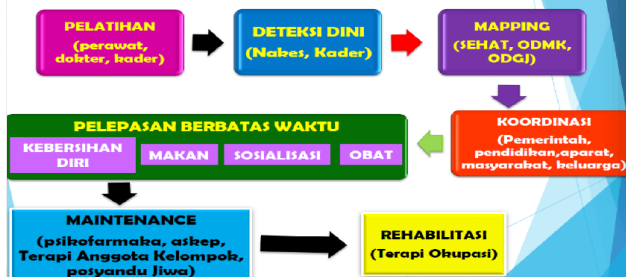 PELATIHAN
(perawat,
dokter, kader)
DETEKSI DINI
(Nakes, Kader)
MAPPING
(SEHAT, ODMK,
ODGJ)
KOORDINASI
(Pemerintah,
pendidikan,aparat,
masyarakat, keluarga)
PELEPASAN BERBATAS WAKTU
KEBERSIHAN
DIRI
MAKAN
SOSIALISASI
OBAT
MAINTENANCE
(psikofarmaka, askep,
Terapi Anggota Kelompok,
posyandu Jiwa)
REHABILITASI
(Terapi Okupasi)